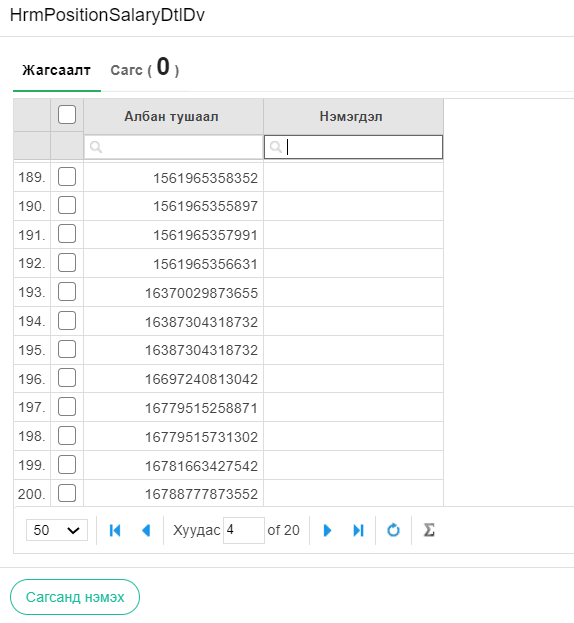 HrmPositionSalaryDtlDv
Жагсаалт Сагс ( 0 )
Албан тушаал Нэмэгдэл
189. 1561965358352
190. 1561965355897
191. 1561965357991
192. 1561965356631
193. 16370029873655
194. 16387304318732
195. 16387304318732
196. 16697240813042
197. 16779515258871
198. 16779515731302
199. 16781663427542
200. 16788777873552
50 Хуудас 4 of 20 Σ
Сагсанд нэмэх